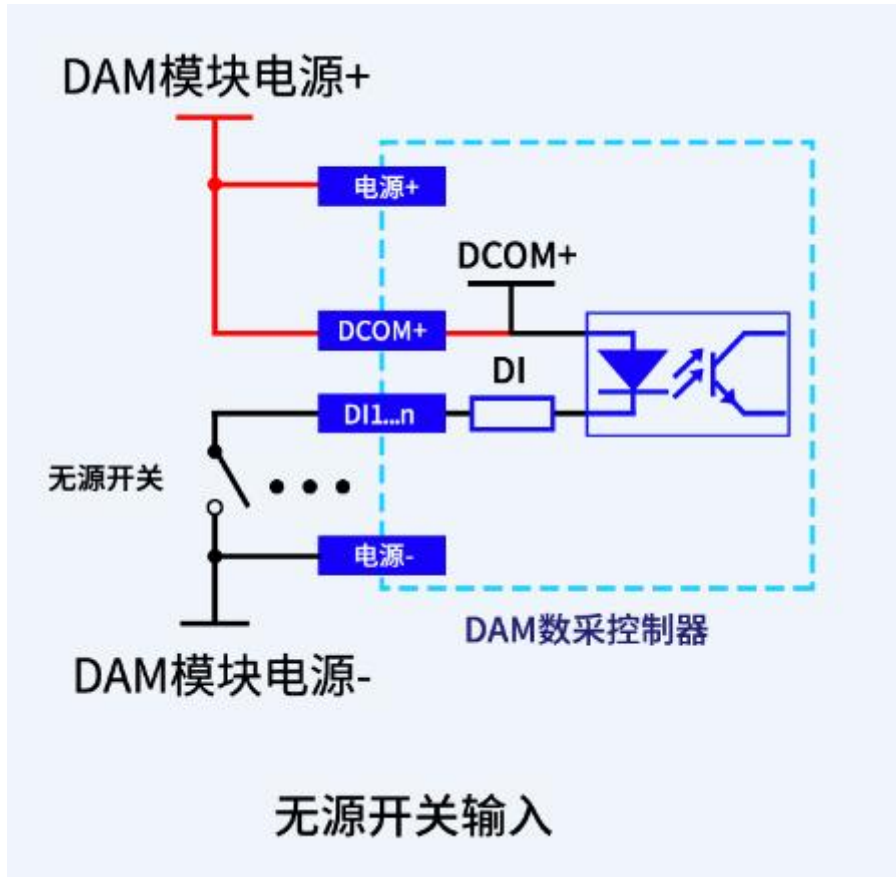 DAM模块电源+
电源+
DCOM+
DCOM+
DI
DI1...n
无源开关
电源-
DAM数采控制器
DAM模块电源-
无源开关输入